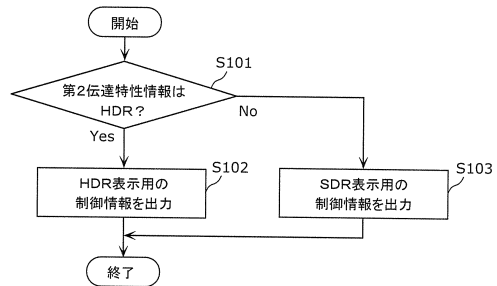 開始
S101
第2伝達特性情報は
HDR？
No
Yes
S102
HDR表示用の
制御情報を出力
S103
SDR表示用の
制御情報を出力
終了